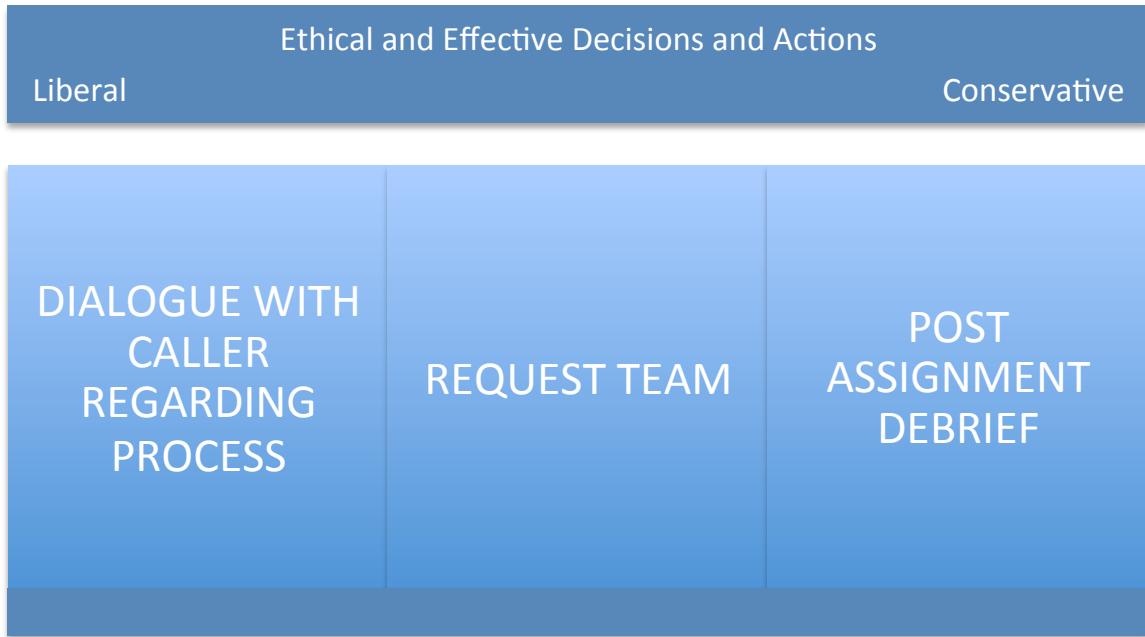 Ethical and Effective Decisions and Actions
Liberal
Conservative
DIALOGUE WITH
CALLER
REGARDING
PROCESS
REQUEST TEAM
POST
ASSIGNMENT
DEBRIEF